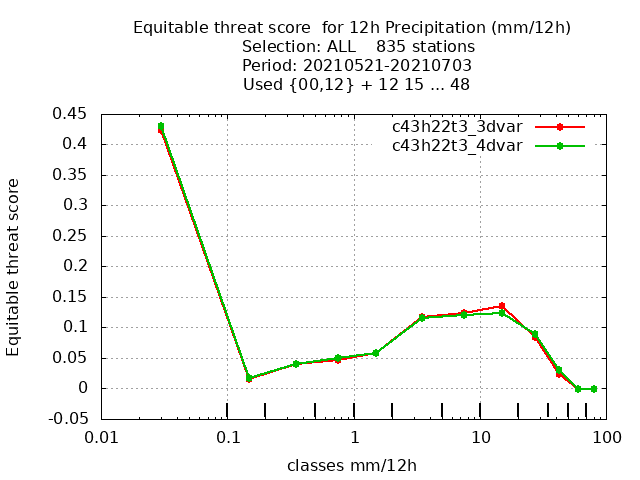 Equitable threat score  for 12h Precipitation (mm/12h)
Selection: ALL    835 stations
Period: 20210521-20210703
Used {00,12} + 12 15 ... 48
c43h22t3_3dvar
c43h22t3_4dvar
Equitable threat score
0.45
0.4
0.35
0.3
0.25
0.2
0.15
0.1
0.05
0
-0.05
0.01 0.1 1 10 100
classes mm/12h